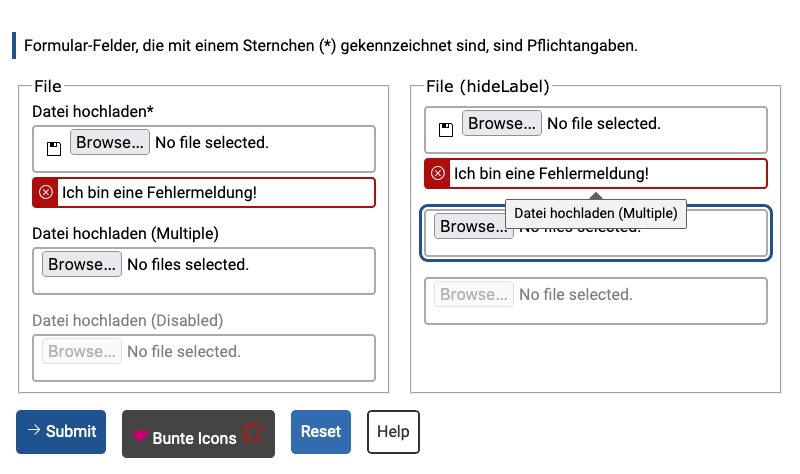 Formular-Felder, die mit einem Sternchen (*) gekennzeichnet sind, sind Pflichtangaben.
File
Datei hochladen*
Browse... No file selected.
Ich bin eine Fehlermeldung!
Datei hochladen (Multiple)
Browse... No files selected.
Datei hochladen (Disabled)
Browse... No file selected.
File (hideLabel)
Browse... No file selected.
Ich bin eine Fehlermeldung!
Datei hochladen (Multiple)
Browse... No files selected.
Browse... No file selected.
Submit
Bunte Icons
Reset
Help